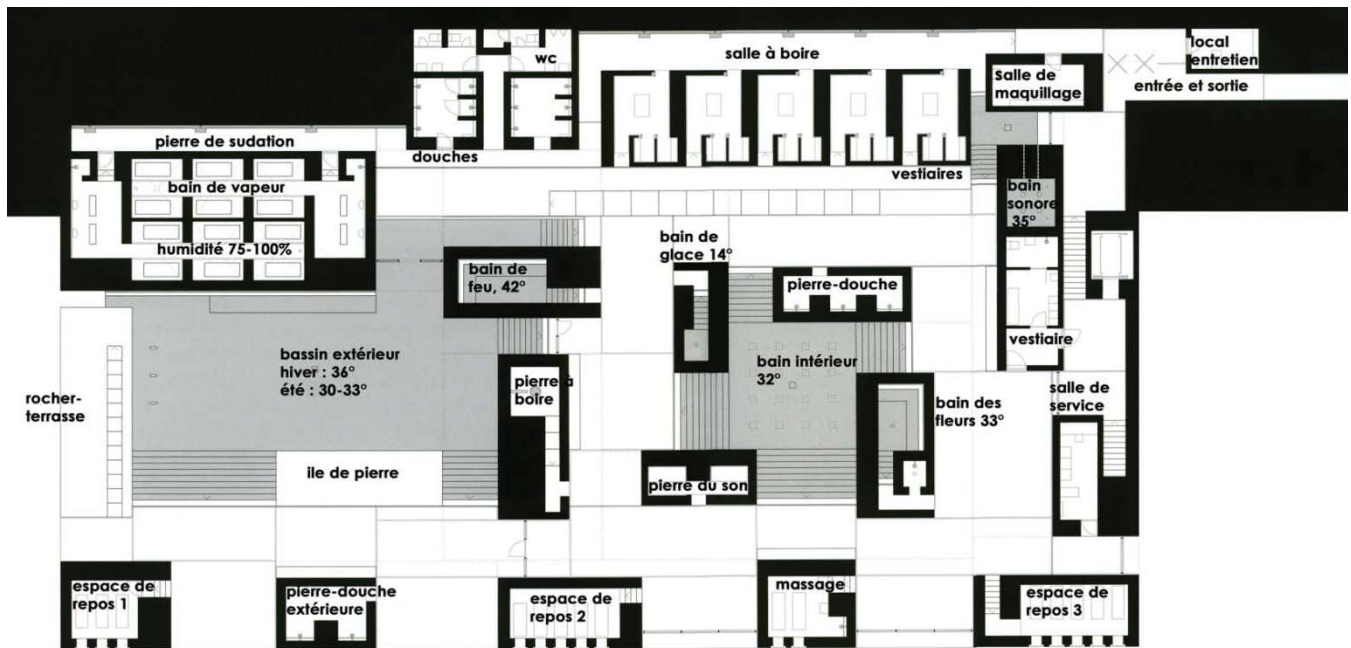 local
entretien
wc
salle à boire
Salle de
maquillage
entrée et sortie
pierre de sudation
douches
vestiaires
bain de vapeur
bain
sonore
35°
humidité 75-100%
bain de
glace 14°
bain de
feu, 42°
pierre-douche
vestiaire
bassin extérieur
hiver : 36°
été : 30-33°
bain intérieur
32°
pierre à
boire
salle de
service
rocher-
terrasse
bain des
fleurs 33°
ile de pierre
pierre du son
espace de
repos 1
pierre-douche
extérieure
espace de
repos 2
massage
espace de
repos 3